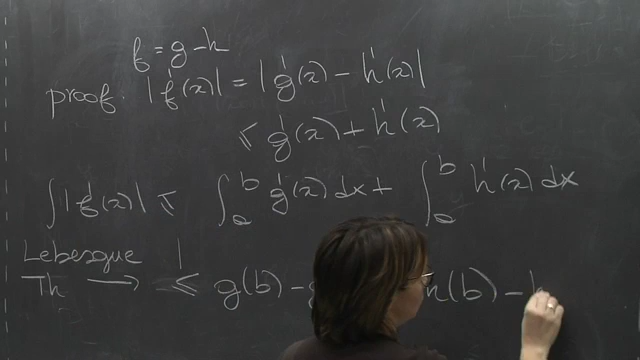 f = g - h
proof. |f'(x)| = |g'(x) - h'(x)|
≤ g'(x) + h'(x)
∫|f'(x)| ≤ ∫_a^b g'(x) dx + ∫_a^b h'(x) dx
Lebesgue
Th → ≤ g(b) - h(b) -